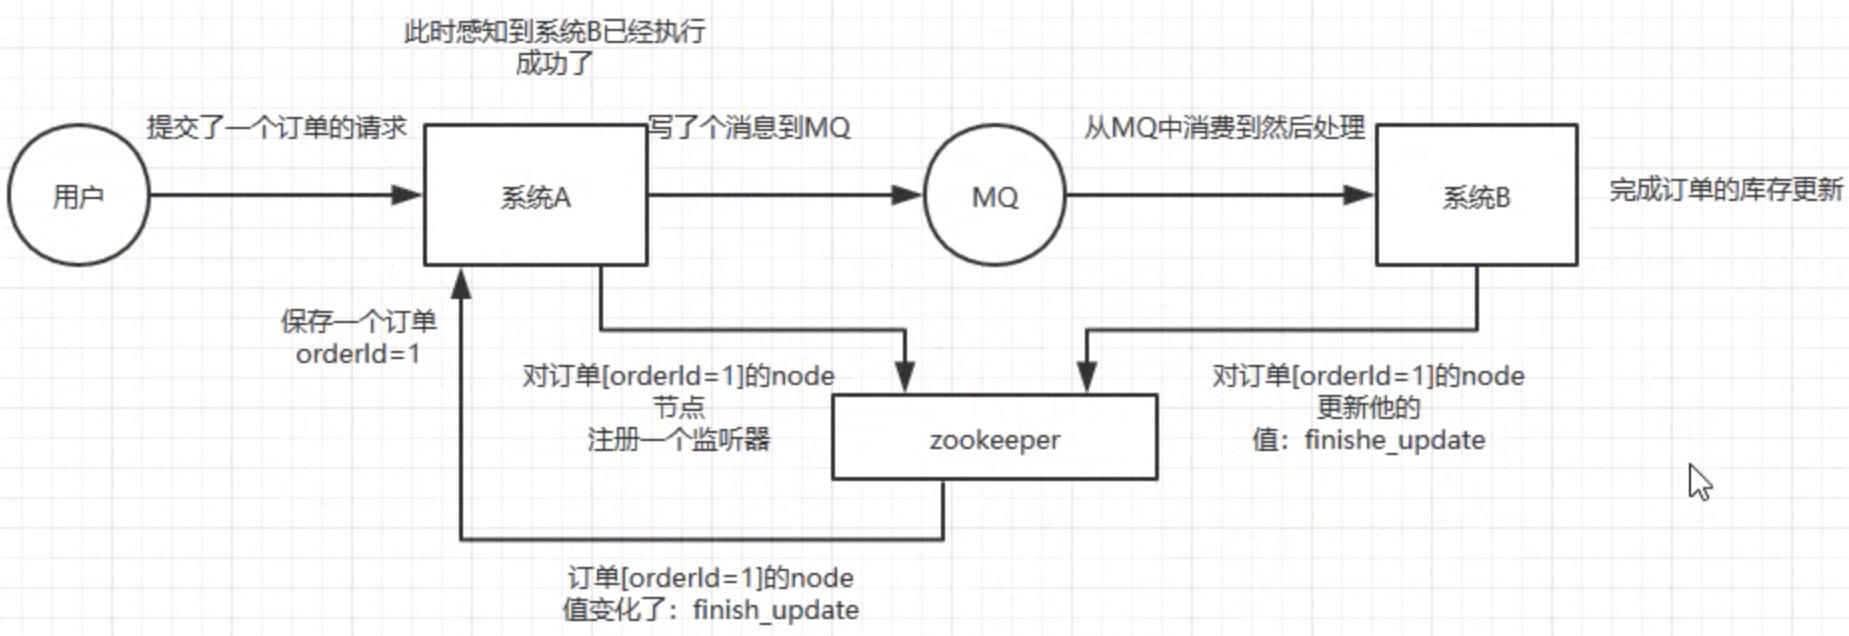 此时感知到系统B已经执行
成功了
提交了一个订单的请求
写了个消息到MQ
从MQ中消费到然后处理
用户
系统A
MQ
系统B
完成订单的库存更新
保存一个订单
orderId=1
对订单[orderId=1]的node
节点
注册一个监听器
zookeeper
对订单[orderId=1]的node
更新他的
值：finishe_update
订单[orderId=1]的node
值变化了：finish_update